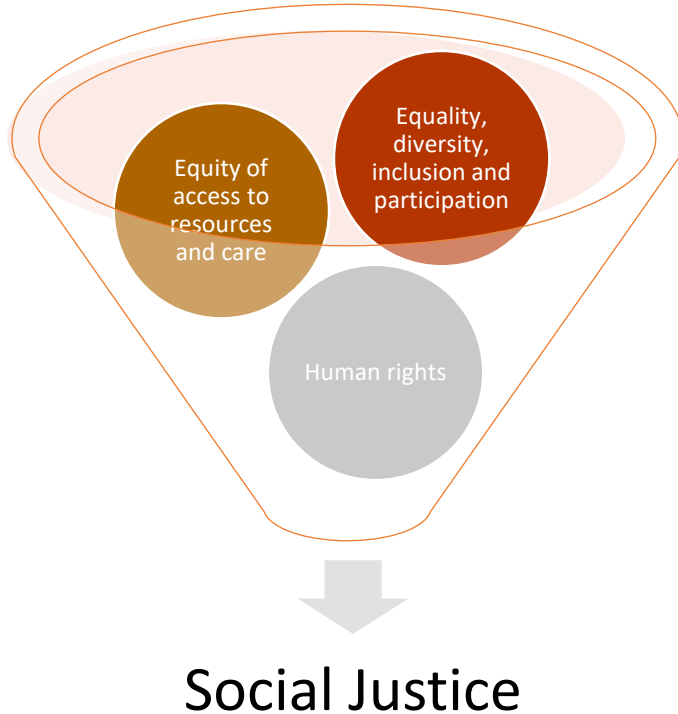 Equality,
diversity,
inclusion and
participation
Equity of
access to
resources
and care
Human rights
Social Justice